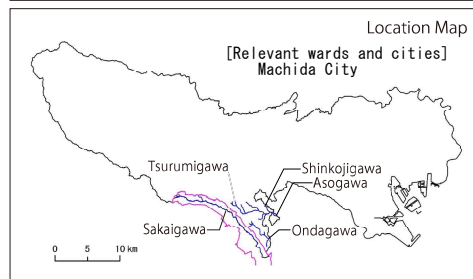 Location Map
[Relevant wards and cities]
Machida City
Tsurumigawa
Shinkojigawa
Asogawa
Sakaigawa
Ondagawa
0 5 10 km